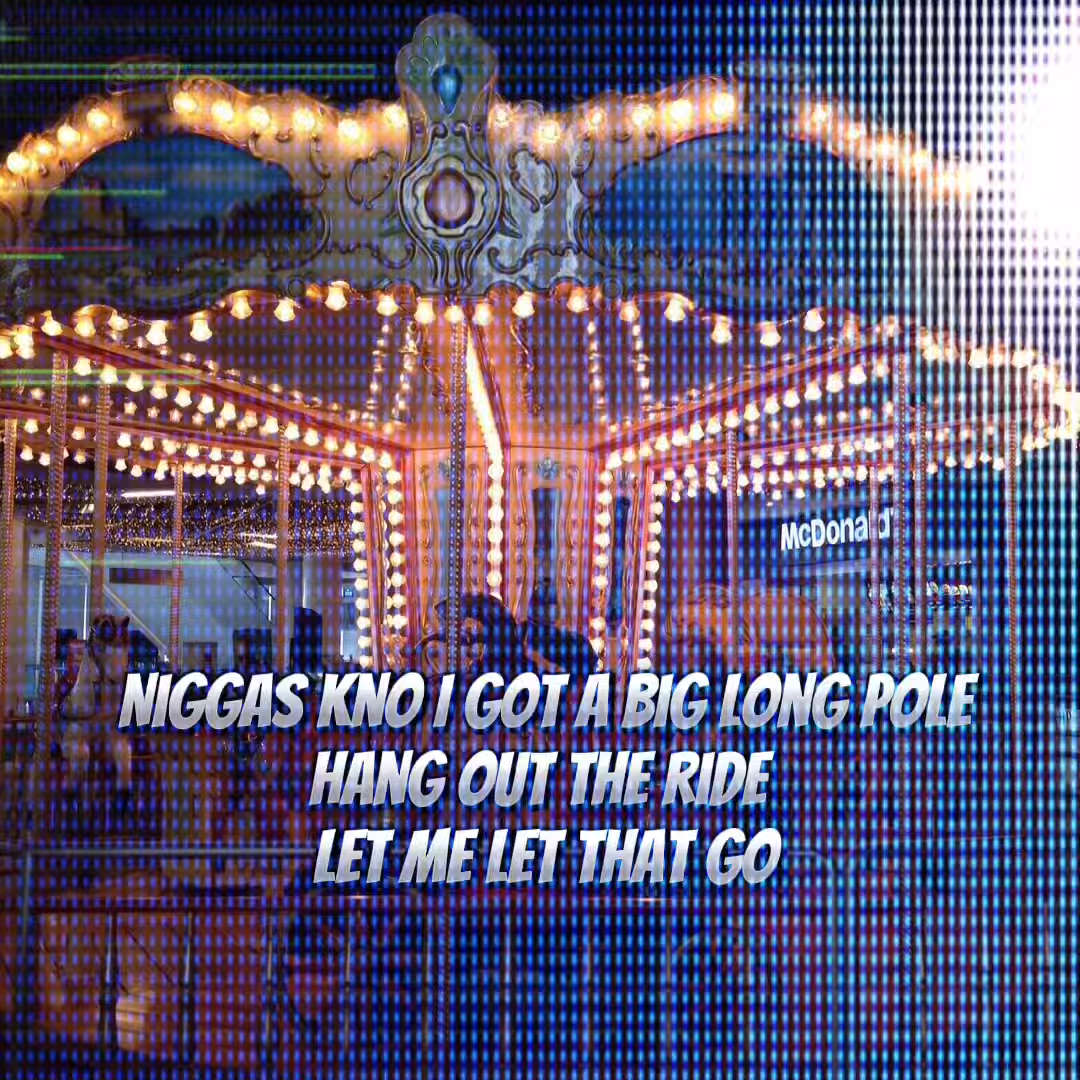 McDonald's
NIGGAS KNO I GOT A BIG LONG POLE
HANG OUT THE RIDE
LET ME LET THAT GO